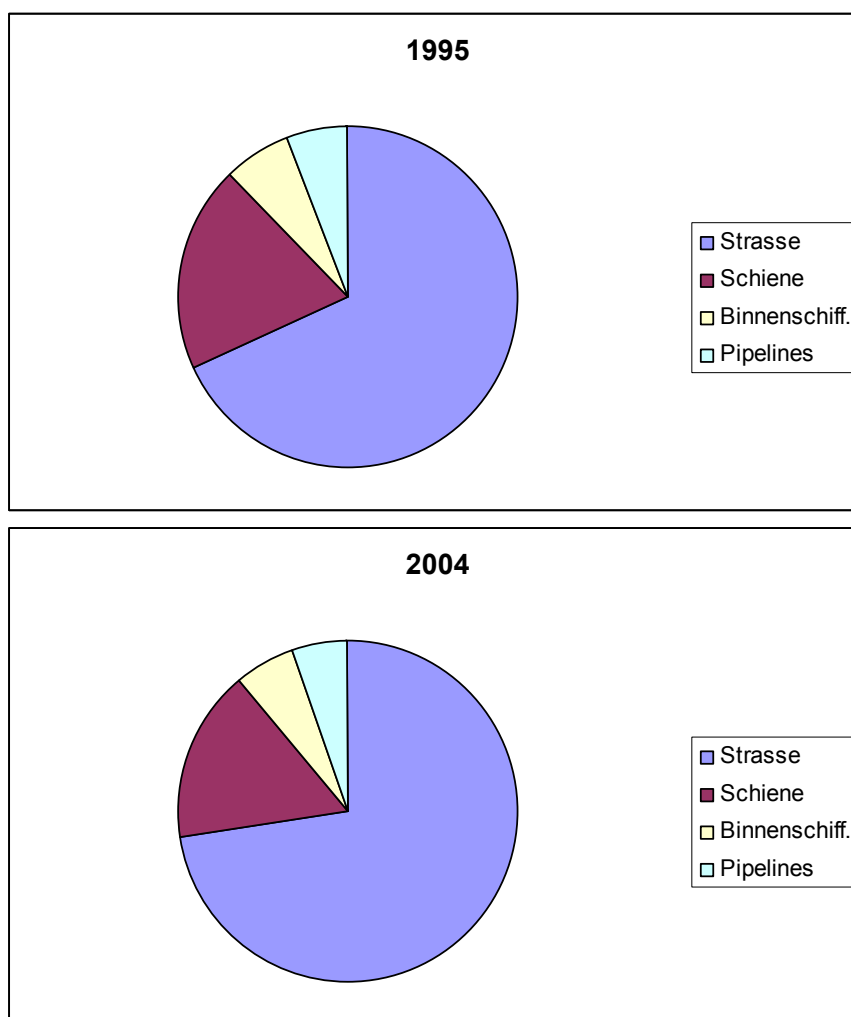 1995
Strasse
Schiene
Binnenschiff.
Pipelines
2004
Strasse
Schiene
Binnenschiff.
Pipelines